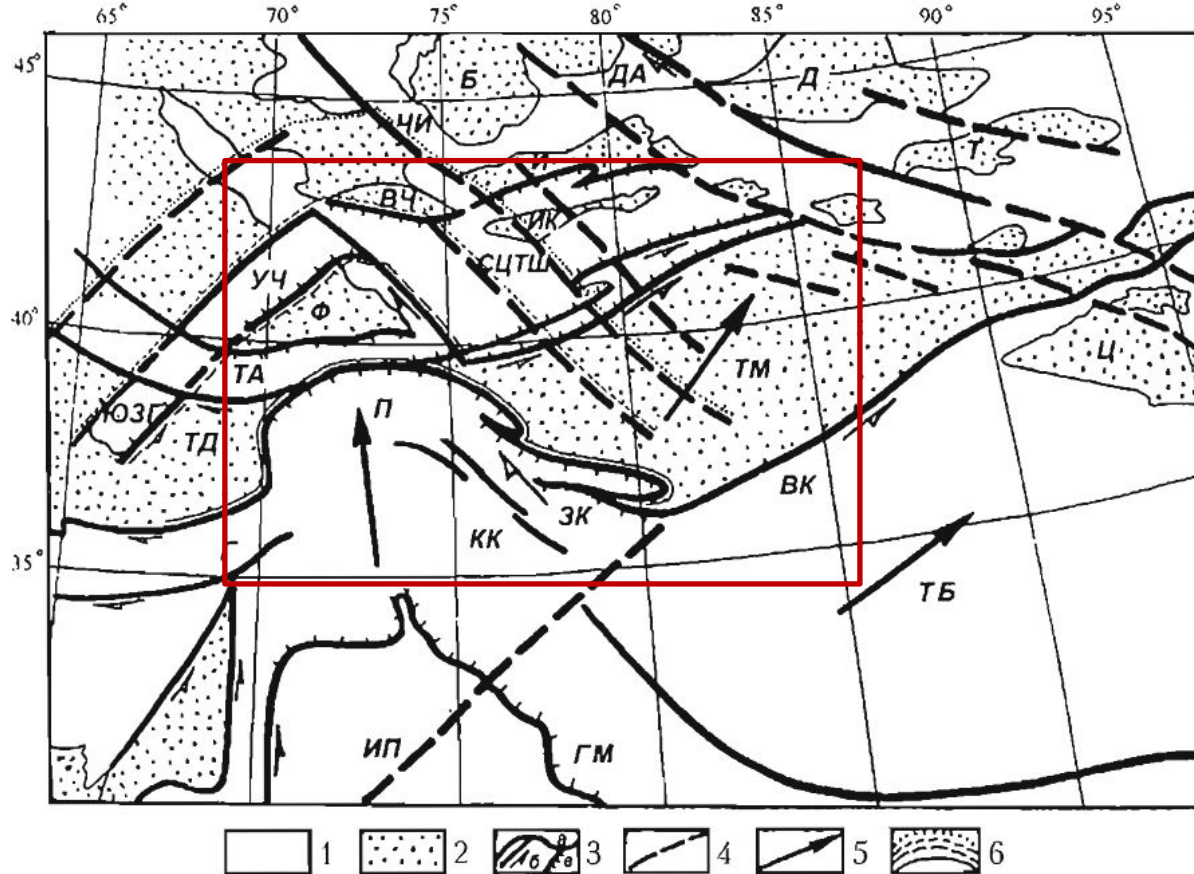 65° 70° 75° 80° 85° 90° 95°
45°
Б ДА Д
ЧИ
Т
И
ВЧ ИК
СЦТШ
УЧ
Ф
40°
ТА ТМ Ц
ЮЗГ П
ТД
ВК
ЗК
КК
35°
ТБ
ИП ГМ
1 2 а б в 3 4 5 6